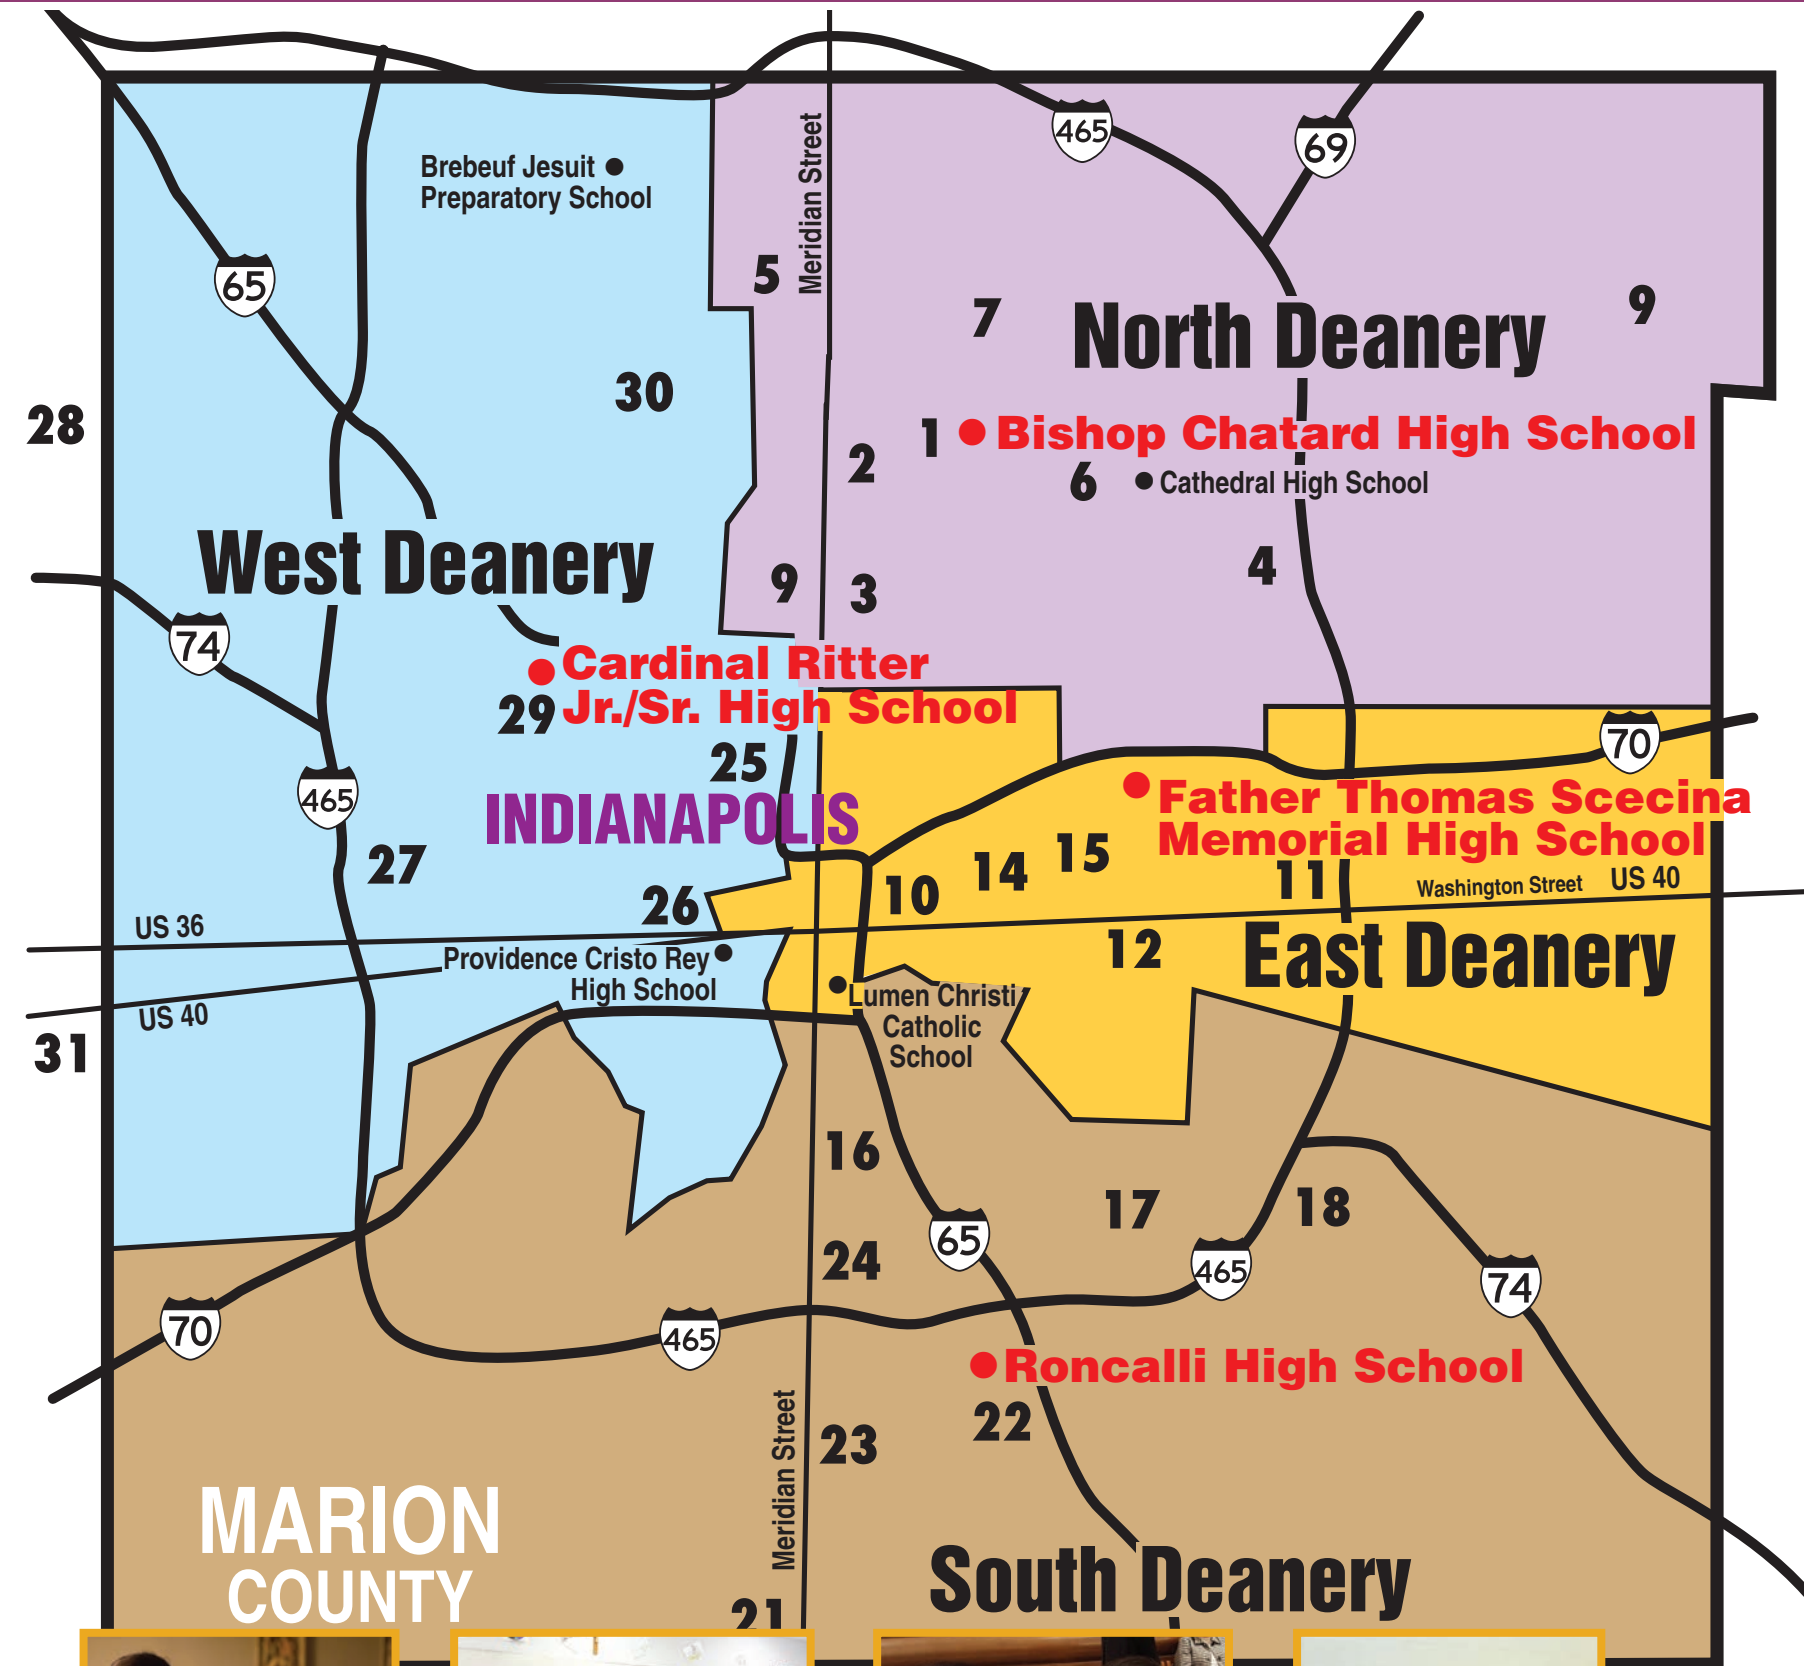 465
69
Meridian Street
Brebeuf Jesuit
Preparatory School
65
5
7
North Deanery
9
30
28
1
Bishop Chatard High School
2
6
Cathedral High School
West Deanery
4
9
3
74
Cardinal Ritter
29 Jr./Sr. High School
25
70
465
INDIANAPOLIS
Father Thomas Scecina
Memorial High School
27
14
15
10
11
Washington Street
US 40
26
US 36
12
East Deanery
Providence Cristo Rey
High School
Lumen Christi
Catholic
School
US 40
31
16
17
18
65
24
465
74
70
465
Roncalli High School
22
23
Meridian Street
MARION
COUNTY
South Deanery
21